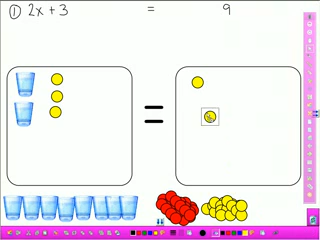 ① 2x + 3 = 9
=